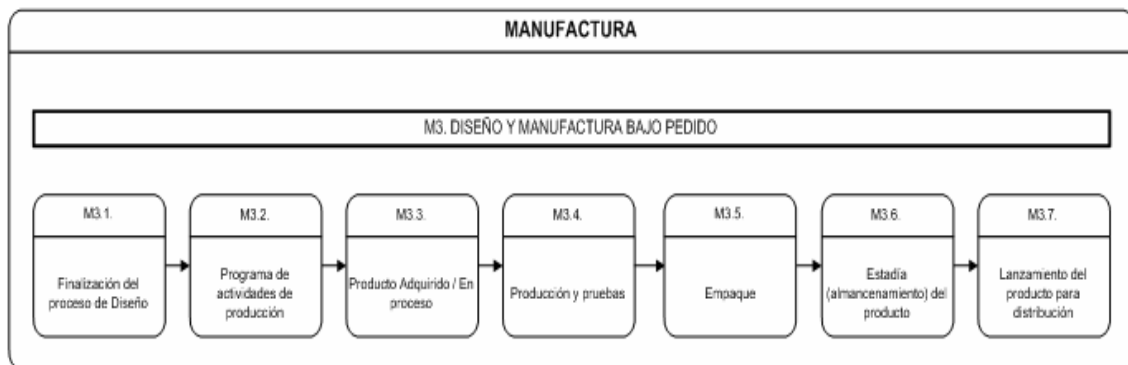 MANUFACTURA
M3. DISEÑO Y MANUFACTURA BAJO PEDIDO
M3.1.
Finalización del
proceso de Diseño
M3.2.
Programa de
actividades de
producción
M3.3.
Producto Adquirido / En
proceso
M3.4.
Producción y pruebas
M3.5.
Empaque
M3.6.
Estadía
(almancenamiento) del
producto
M3.7.
Lanzamiento del
producto para
distribución